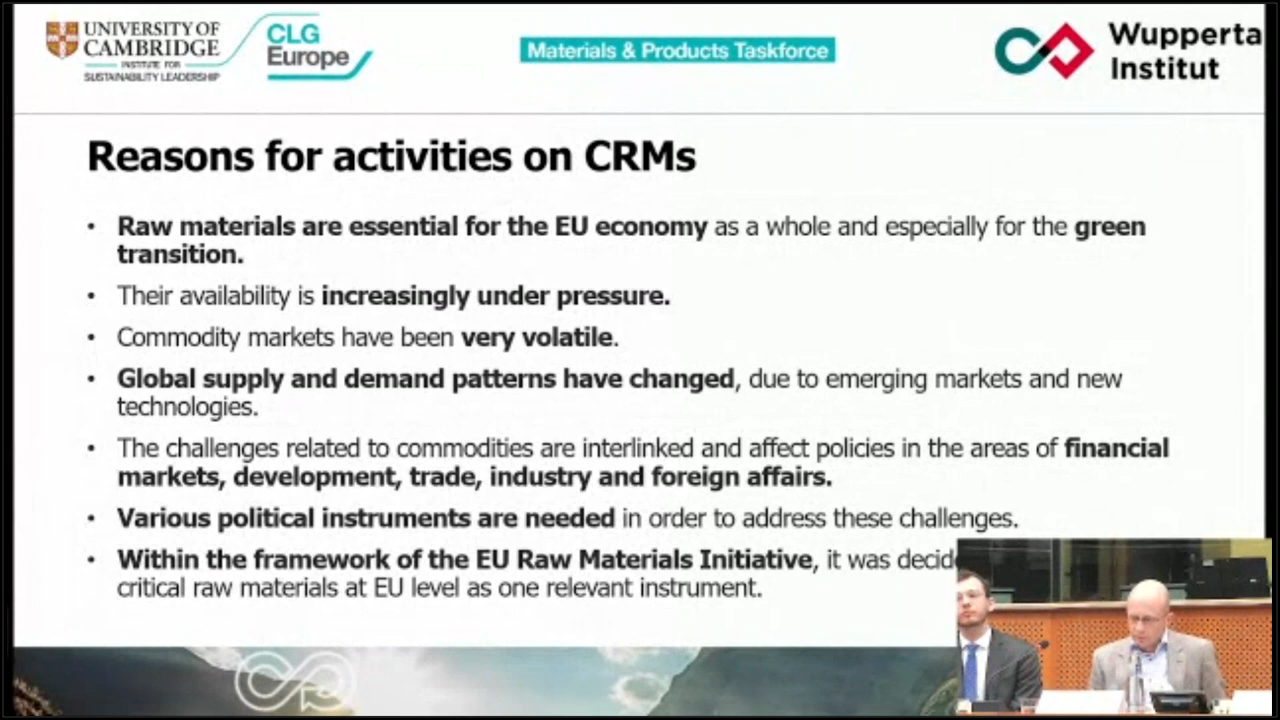 UNIVERSITY OF
CAMBRIDGE
INSTITUTE FOR
SUSTAINABILITY LEADERSHIP
CLG
Europe
Materials & Products Taskforce
Wupperta
Institut
Reasons for activities on CRMs
• Raw materials are essential for the EU economy as a whole and especially for the green
transition.
• Their availability is increasingly under pressure.
• Commodity markets have been very volatile.
• Global supply and demand patterns have changed, due to emerging markets and new
technologies.
• The challenges related to commodities are interlinked and affect policies in the areas of financial
markets, development, trade, industry and foreign affairs.
• Various political instruments are needed in order to address these challenges.
• Within the framework of the EU Raw Materials Initiative, it was decide
critical raw materials at EU level as one relevant instrument.